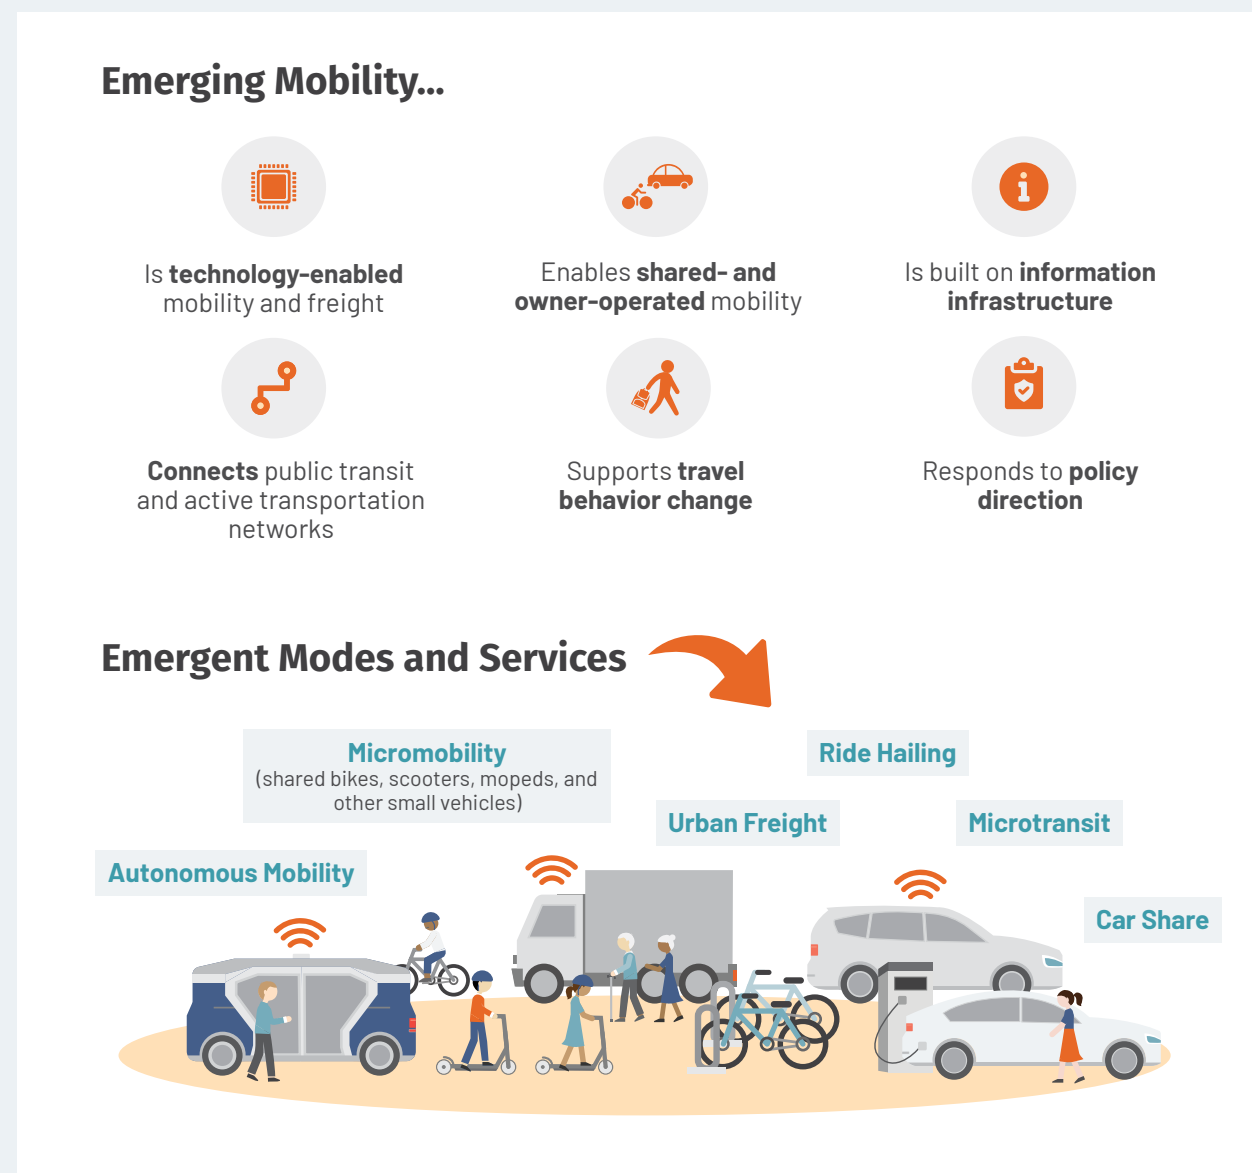 Emerging Mobility...
Is technology-enabled
mobility and freight
Enables shared- and
owner-operated mobility
Is built on information
infrastructure
Connects public transit
and active transportation
networks
Supports travel
behavior change
Responds to policy
direction
Emergent Modes and Services
Micromobility
(shared bikes, scooters, mopeds, and
other small vehicles)
Ride Hailing
Urban Freight
Microtransit
Autonomous Mobility
Car Share